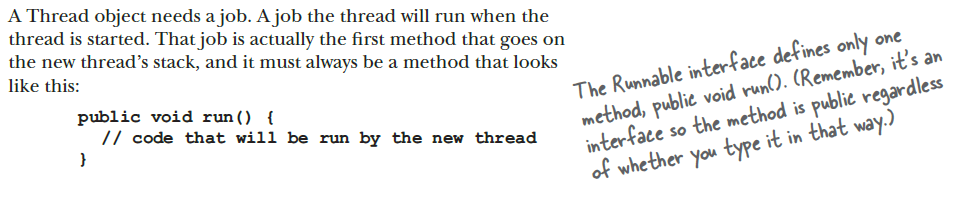 A Thread object needs a job. A job the thread will run when the
thread is started. That job is actually the first method that goes on
the new thread's stack, and it must always be a method that looks
like this:
public void run() {
// code that will be run by the new thread
}
The Runnable interface defines only one
method, public void run(). (Remember, it's an
interface so the method is public regardless
of whether you type it in that way.)